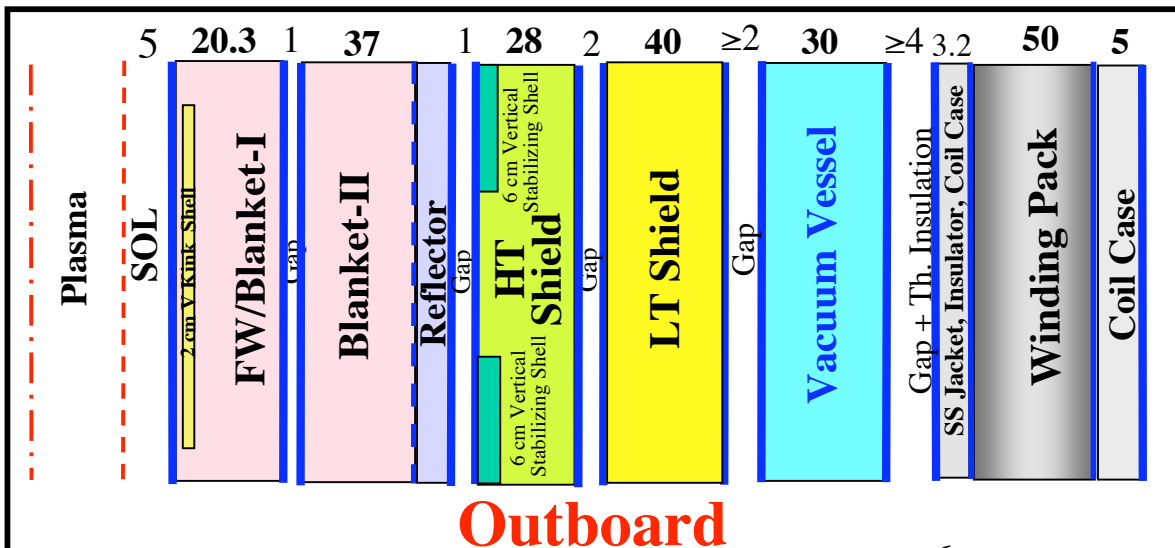 5 20.3 1 37 1 28 2 40 ≥2 30 ≥4 3.2 50 5
Plasma
SOL
2 cm V Kink Shell
FW/Blanket-I
Gap
Blanket-II
Reflector
Gap
6 cm Vertical
Stabilizing Shell
HT
Shield
6 cm Vertical
Stabilizing Shell
Gap
LT Shield
Gap
Vacuum Vessel
Gap + Th. Insulation
SS Jacket, Insulator, Coil Case
Winding Pack
Coil Case
Outboard